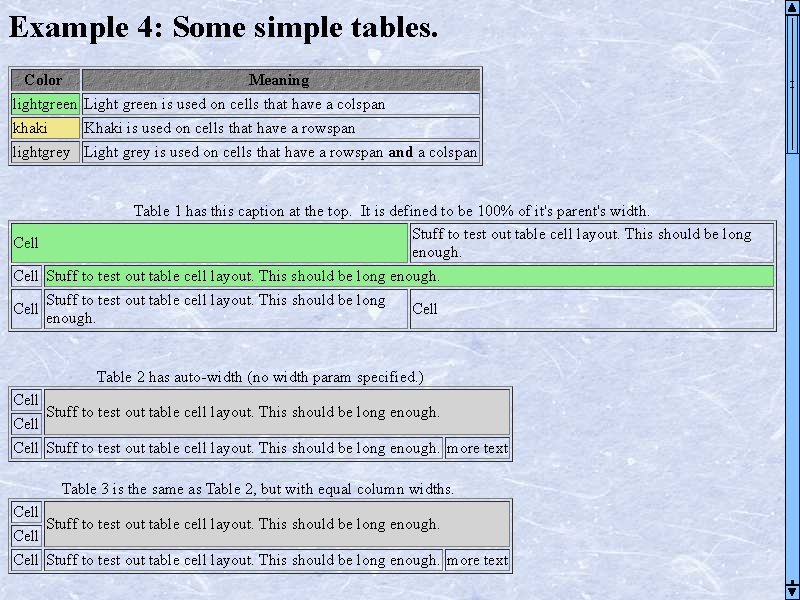 Example 4: Some simple tables.
Color Meaning
lightgreen Light green is used on cells that have a colspan
khaki Khaki is used on cells that have a rowspan
lightgrey Light grey is used on cells that have a rowspan and a colspan
Table 1 has this caption at the top. It is defined to be 100% of it's parent's width.
Cell Stuff to test out table cell layout. This should be long
enough.
Cell Stuff to test out table cell layout. This should be long enough.
Cell Stuff to test out table cell layout. This should be long
enough. Cell
Table 2 has auto-width (no width param specified.)
Cell
Stuff to test out table cell layout. This should be long enough.
Cell
Cell Stuff to test out table cell layout. This should be long enough. more text
Table 3 is the same as Table 2, but with equal column widths.
Cell
Stuff to test out table cell layout. This should be long enough.
Cell
Cell Stuff to test out table cell layout. This should be long enough. more text